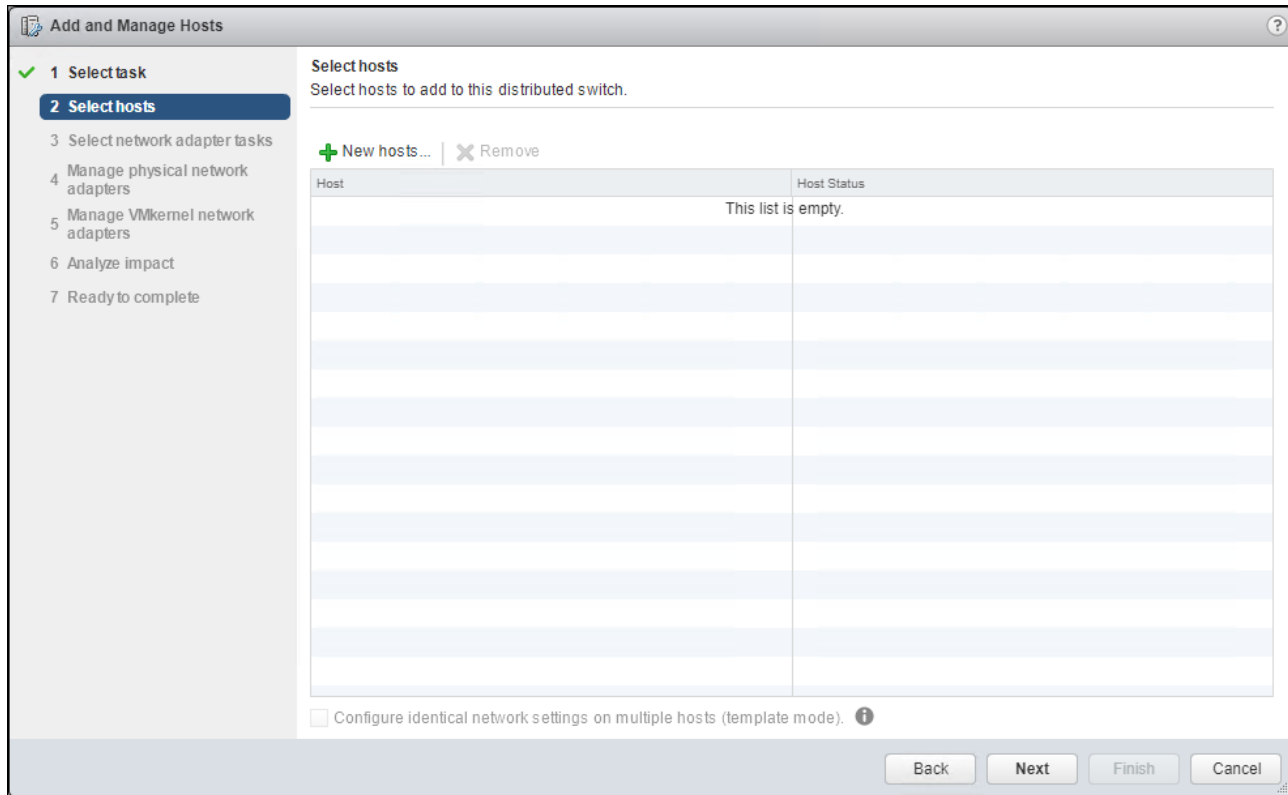 Add and Manage Hosts
?
1 Select task
2 Select hosts
3 Select network adapter tasks
4 Manage physical network
adapters
5 Manage VMkernel network
adapters
6 Analyze impact
7 Ready to complete
Select hosts
Select hosts to add to this distributed switch.
New hosts... Remove
Host Host Status
This list is empty.
Configure identical network settings on multiple hosts (template mode). i
Back Next Finish Cancel